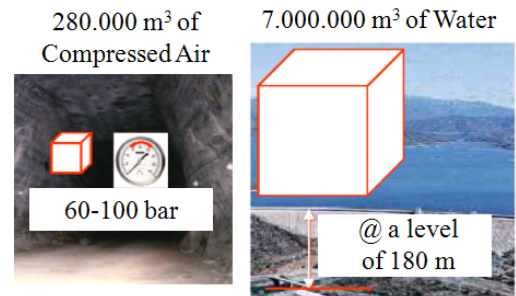 280.000 m³ of
Compressed Air
7.000.000 m³ of Water
60-100 bar
@ a level
of 180 m